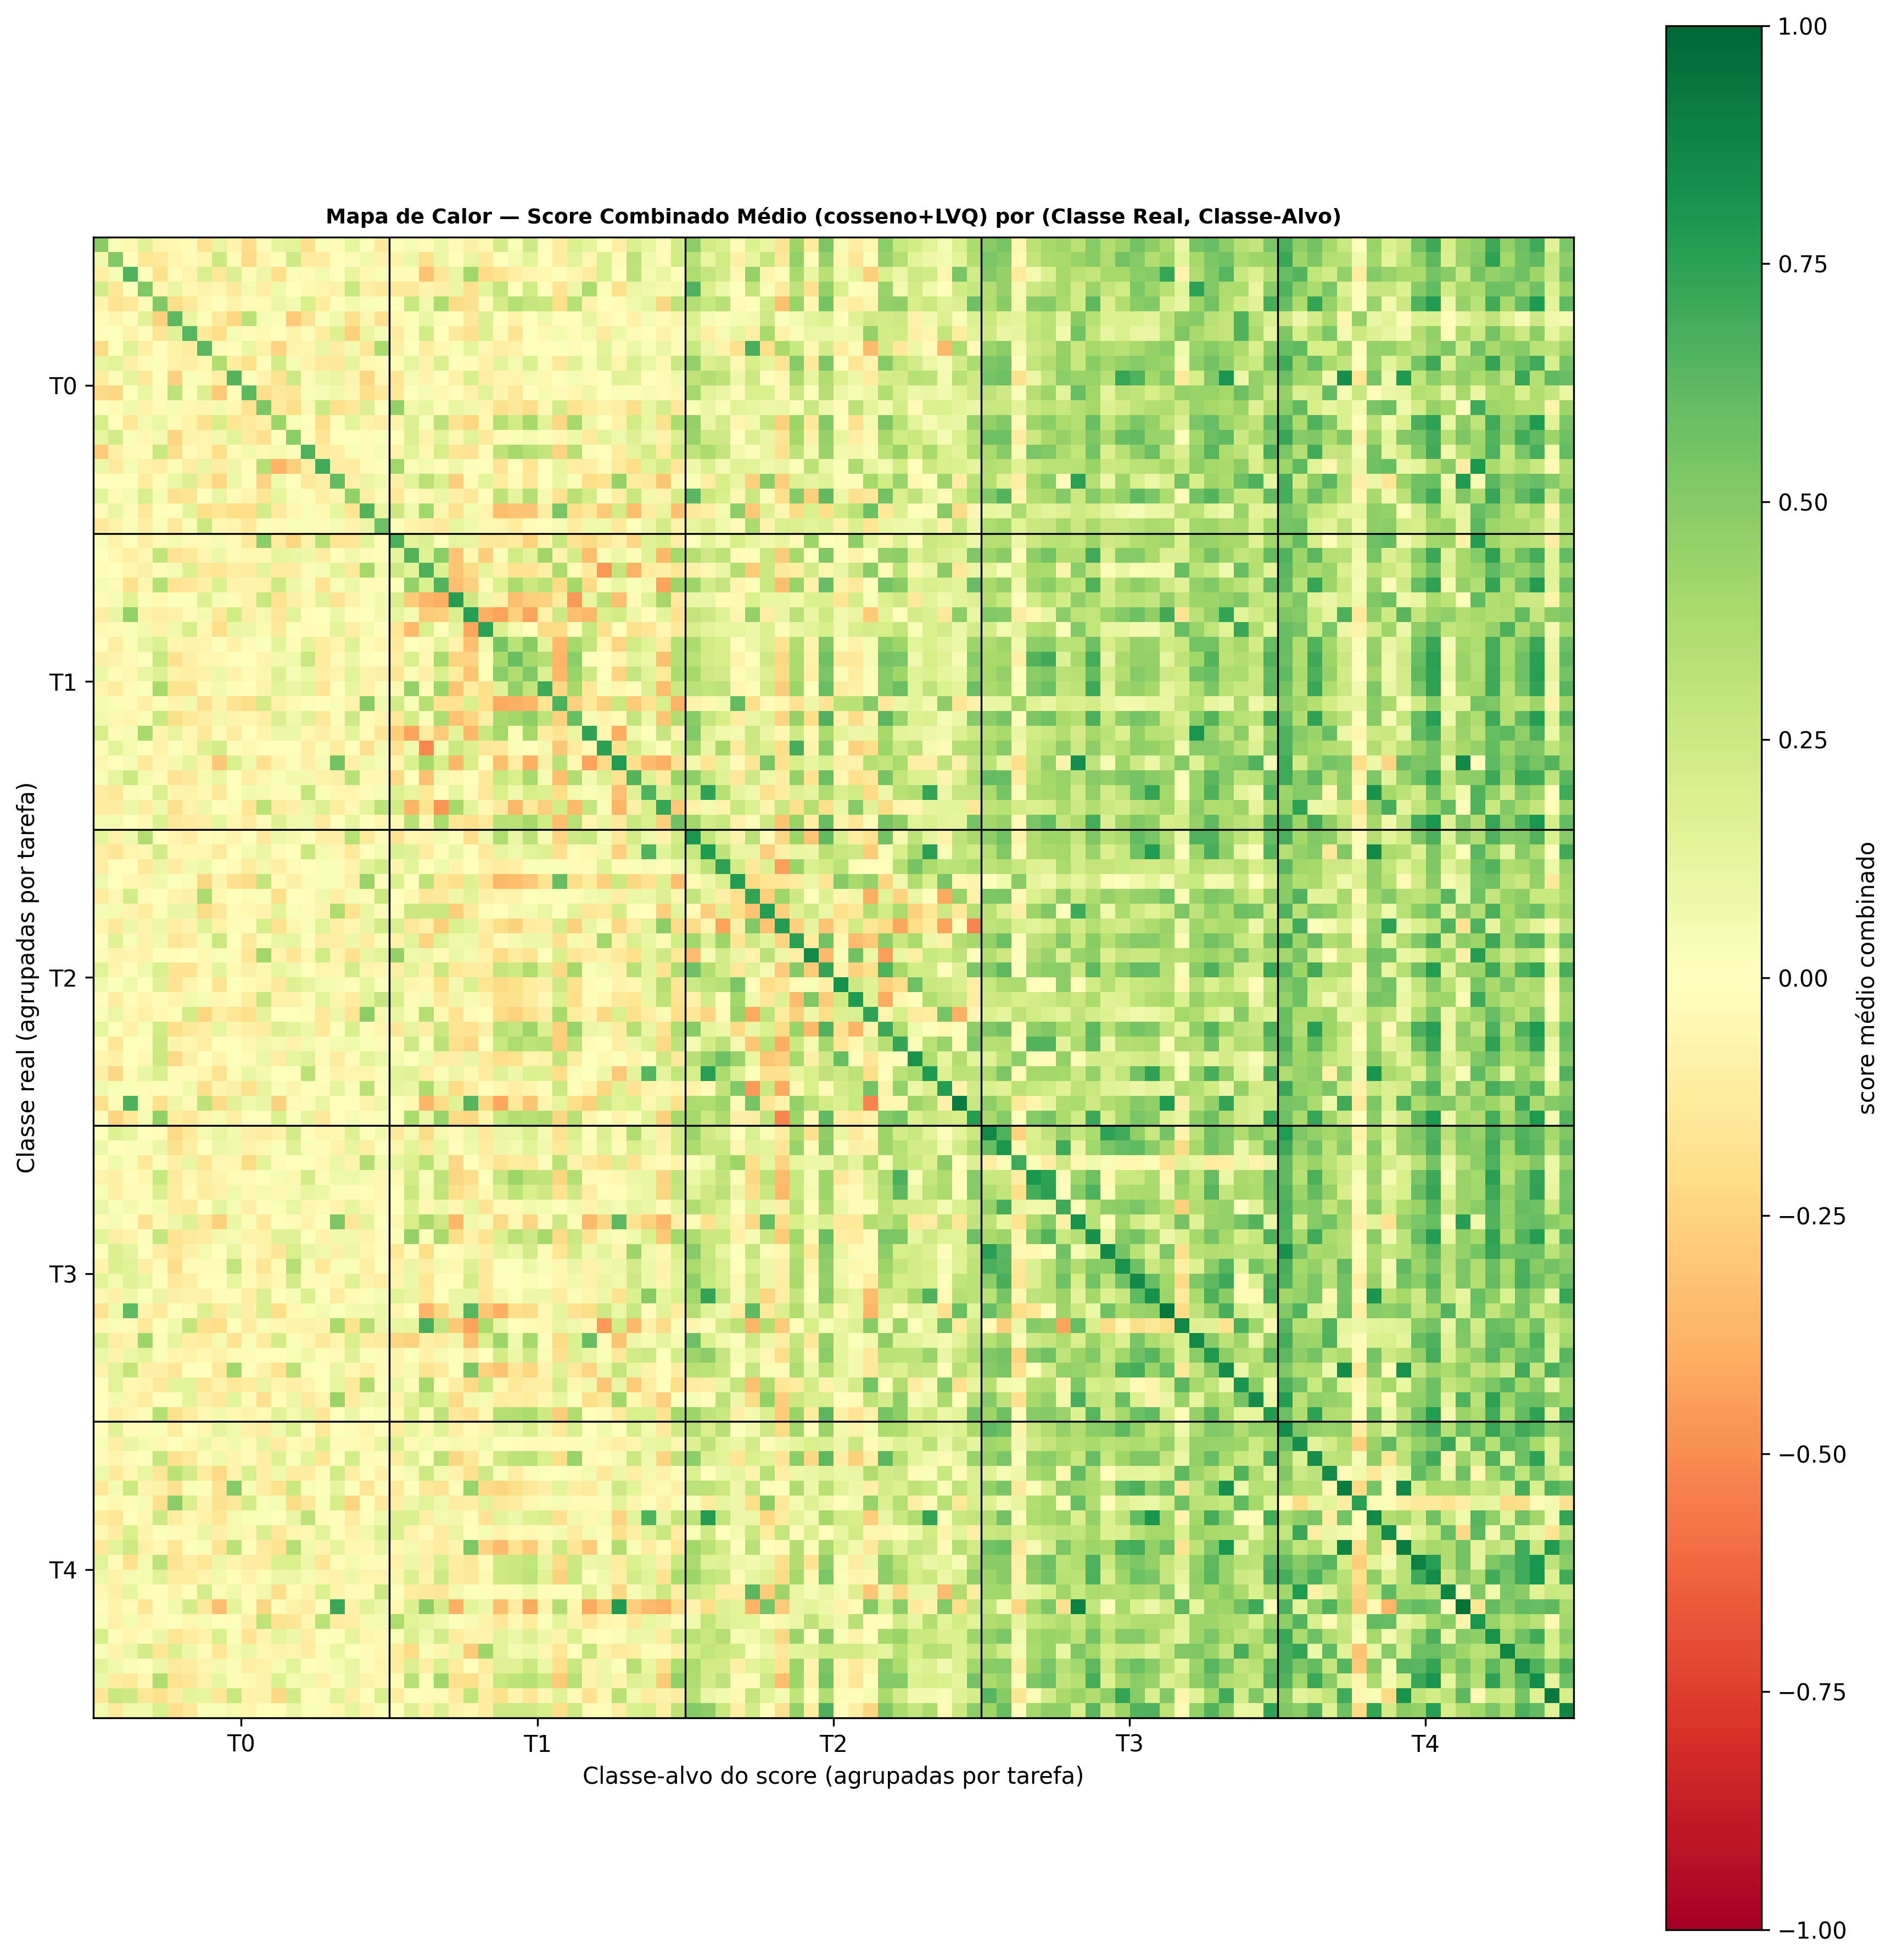 Mapa de Calor — Score Combinado Médio (cosseno+LVQ) por (Classe Real, Classe-Alvo)
Classe real (agrupadas por tarefa)
T0
T1
T2
T3
T4
T0 T1 T2 T3 T4
Classe-alvo do score (agrupadas por tarefa)
1.00
0.75
0.50
0.25
0.00
−0.25
−0.50
−0.75
−1.00
score médio combinado